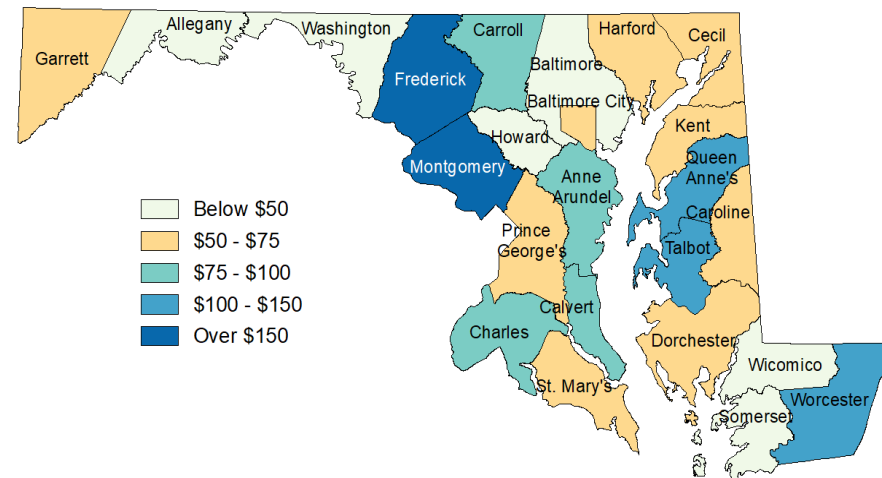 Allegany
Washington
Carroll
Harford
Cecil
Garrett
Frederick
Baltimore
Baltimore City
Kent
Howard
Montgomery
Queen
Anne's
Anne
Arundel
Caroline
Below $50
$50 - $75
$75 - $100
$100 - $150
Over $150
Prince
George's
Talbot
Calvert
Charles
Dorchester
St. Mary's
Wicomico
Worcester
Somerset